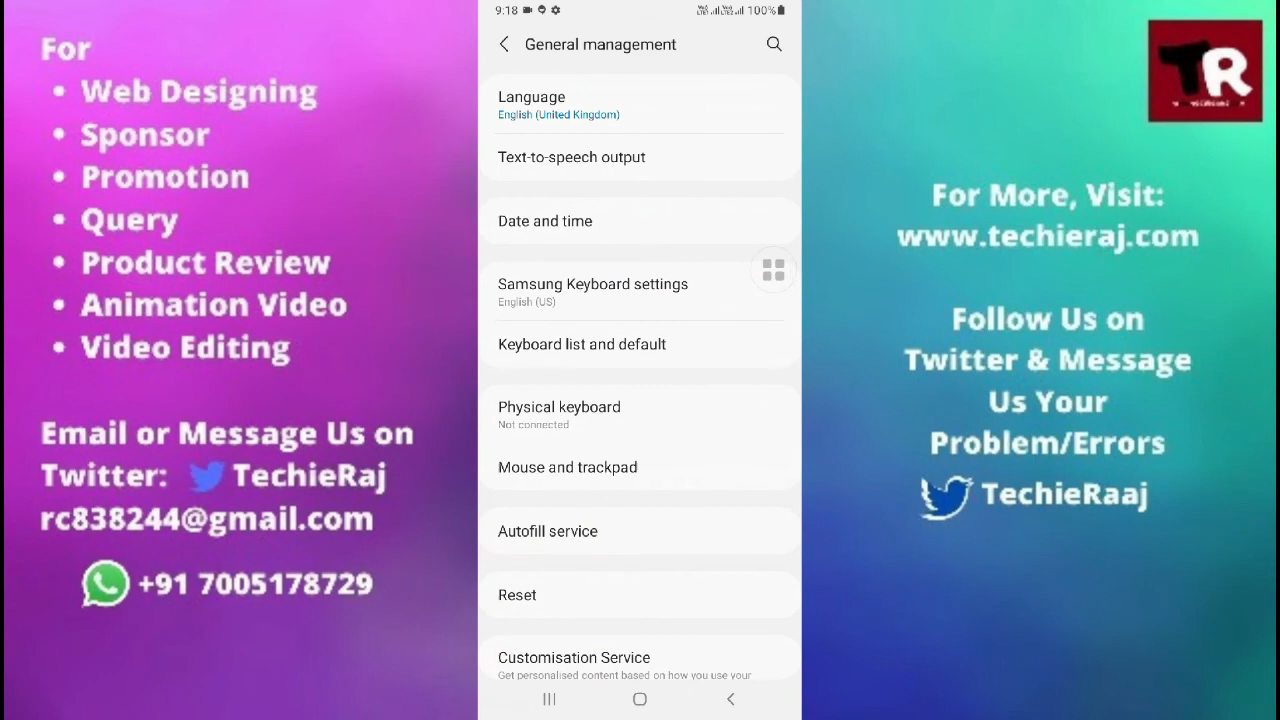 For
• Web Designing
• Sponsor
• Promotion
• Query
• Product Review
• Animation Video
• Video Editing
Email or Message Us on
Twitter: TechieRaj
rc838244@gmail.com
+91 7005178729
9:18
100%
General management
Language
English (United Kingdom)
Text-to-speech output
Date and time
Samsung Keyboard settings
English (US)
Keyboard list and default
Physical keyboard
Not connected
Mouse and trackpad
Autofill service
Reset
Customisation Service
Get personalised content based on how you use your
TR
For More, Visit:
www.techieraj.com
Follow Us on
Twitter & Message
Us Your
Problem/Errors
TechieRaaj